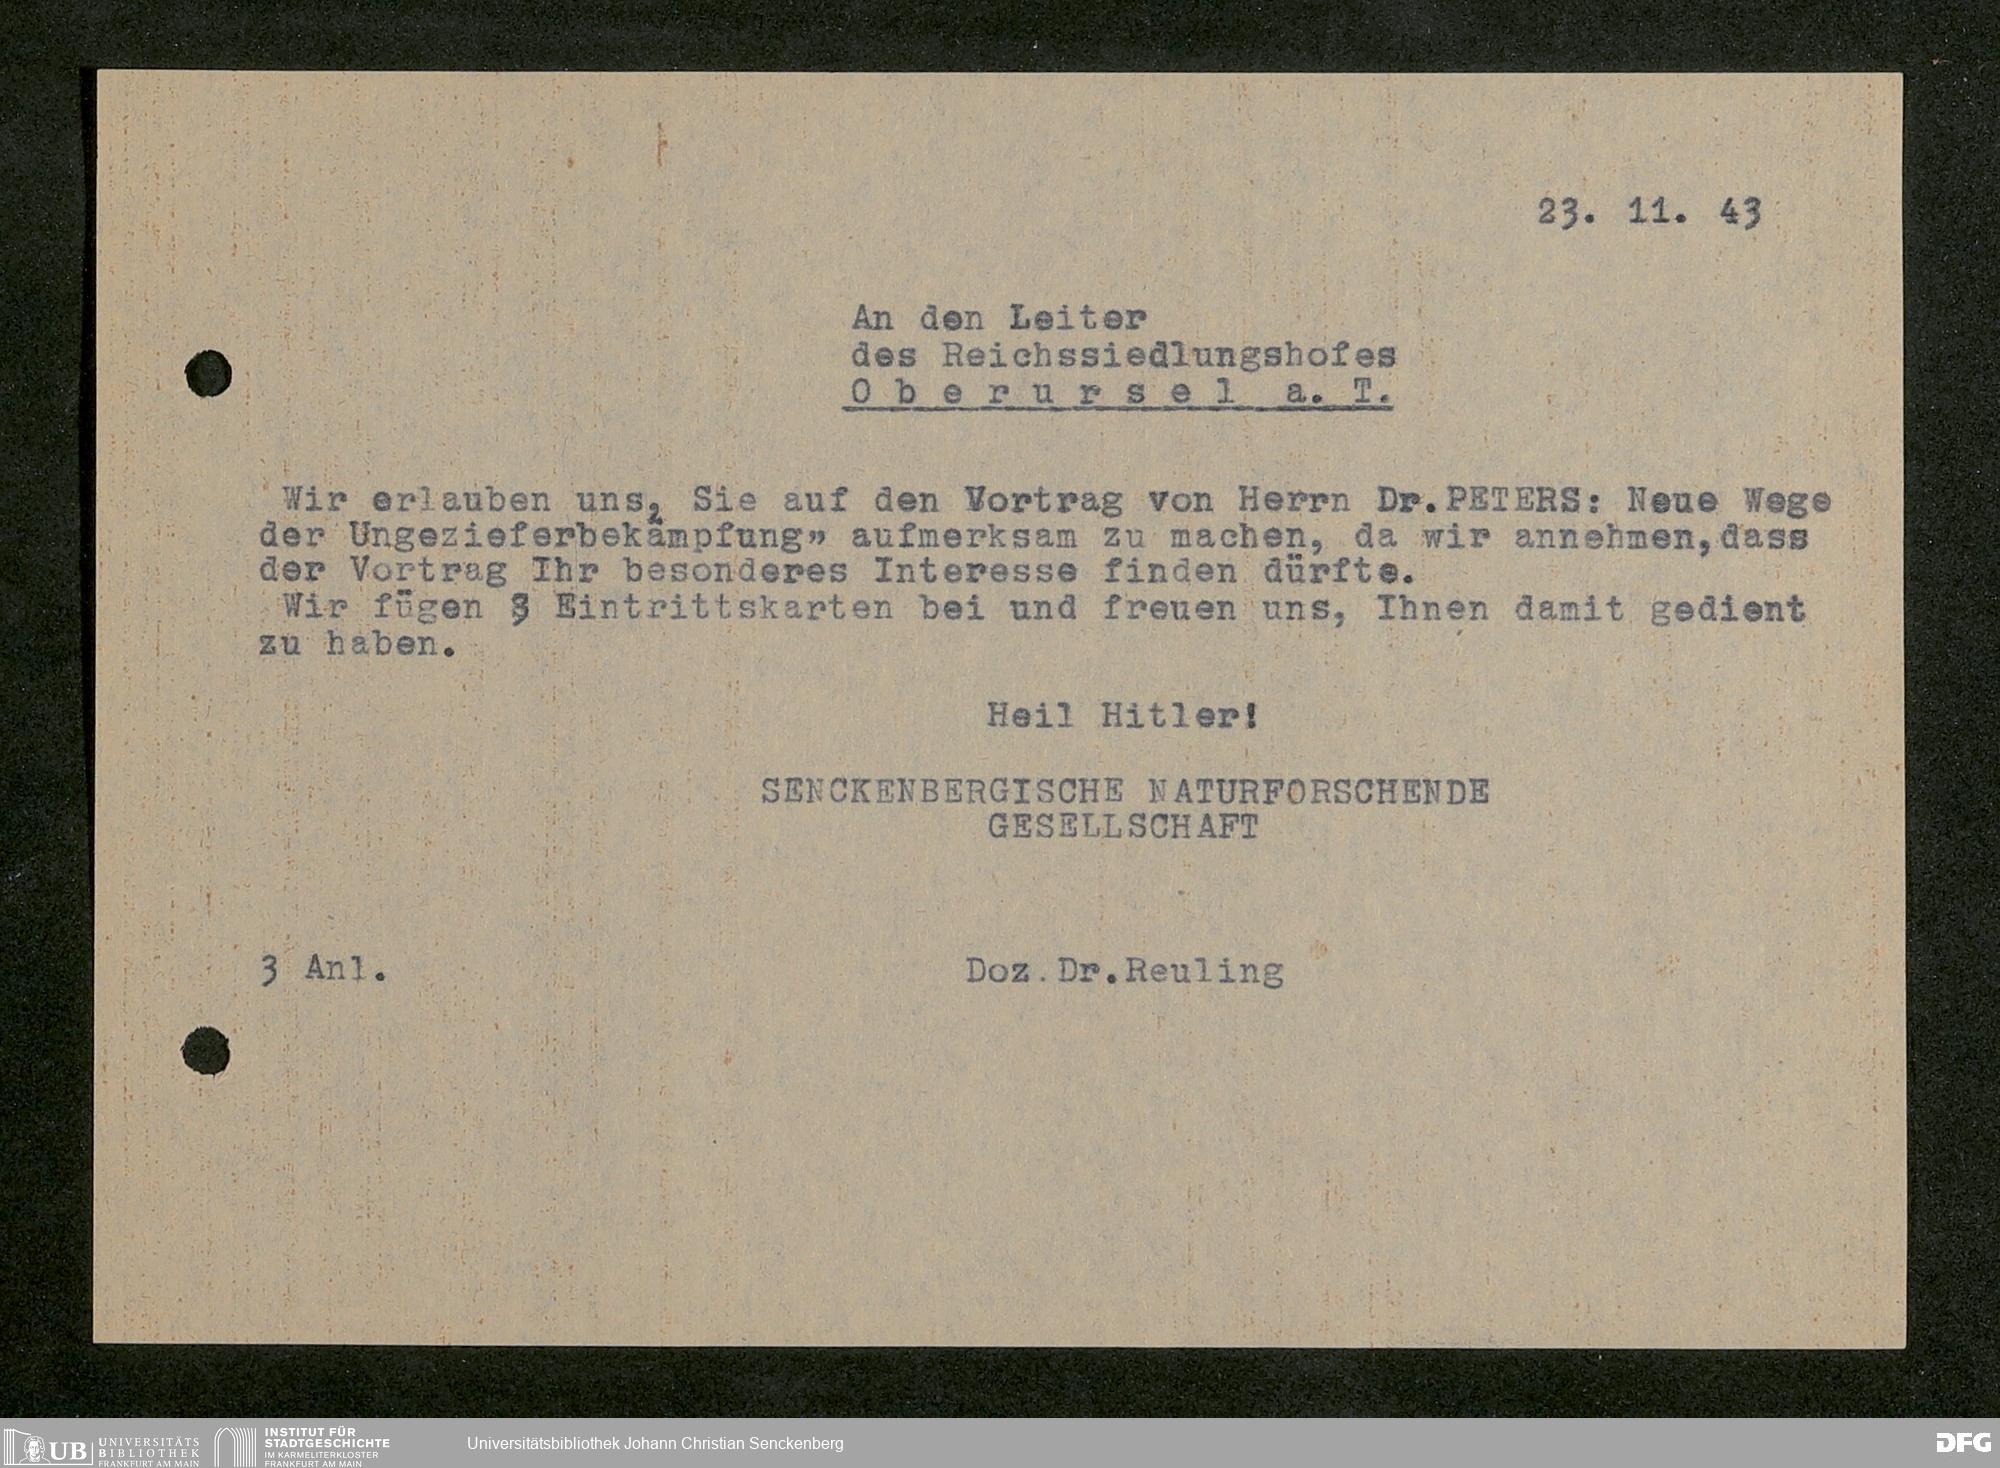 23. 11. 43
An den Leiter
des Reichssiedlungshofes
O b e r u r s e l  a. T.
Wir erlauben uns, Sie auf den Vortrag von Herrn Dr.PETERS: Neue Wege
der Ungezieferbekämpfung" aufmerksam zu machen, da wir annehmen,dass
der Vortrag Ihr besonderes Interesse finden dürfte.
Wir fügen 3 Eintrittskarten bei und freuen uns, Ihnen damit gedient
zu haben.
Heil Hitler!
SENCKENBERGISCHE NATURFORSCHENDE
GESELLSCHAFT
3 Anl.
Doz.Dr.Reuling
UB
UNIVERSITÄTS
BIBLIOTHEK
FRANKFURT AM MAIN
INSTITUT FÜR
STADTGESCHICHTE
IM KARMELITERKLOSTER
FRANKFURT AM MAIN
Universitätsbibliothek Johann Christian Senckenberg
DFG